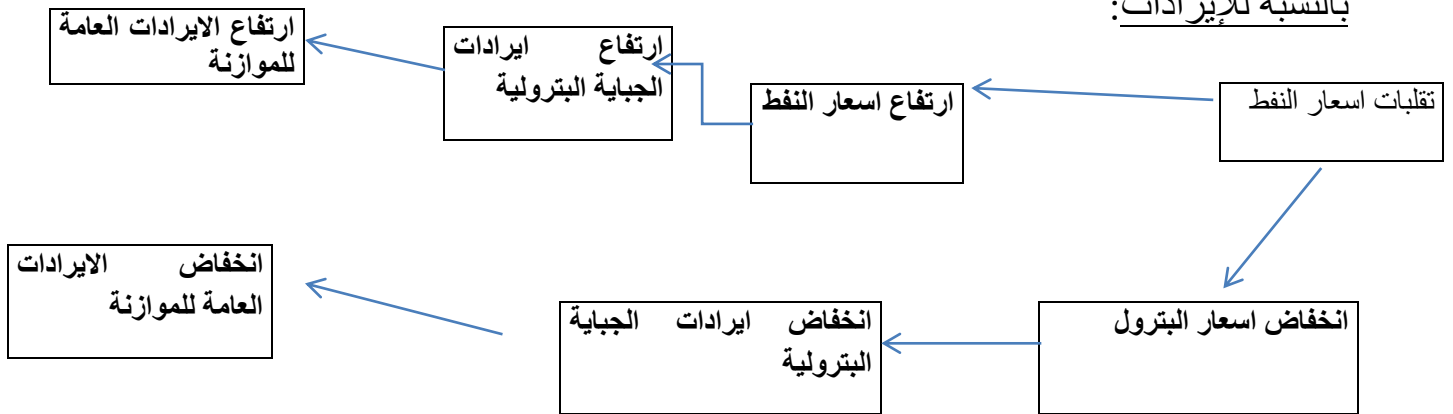 بالنسبة للإيرادات:
تقلبات اسعار النفط
ارتفاع اسعار النفط
ارتفاع ايرادات
الجباية البترولية
ارتفاع الايرادات العامة
للموازنة
انخفاض اسعار البترول
انخفاض ايرادات الجباية
البترولية
انخفاض الايرادات
العامة للموازنة